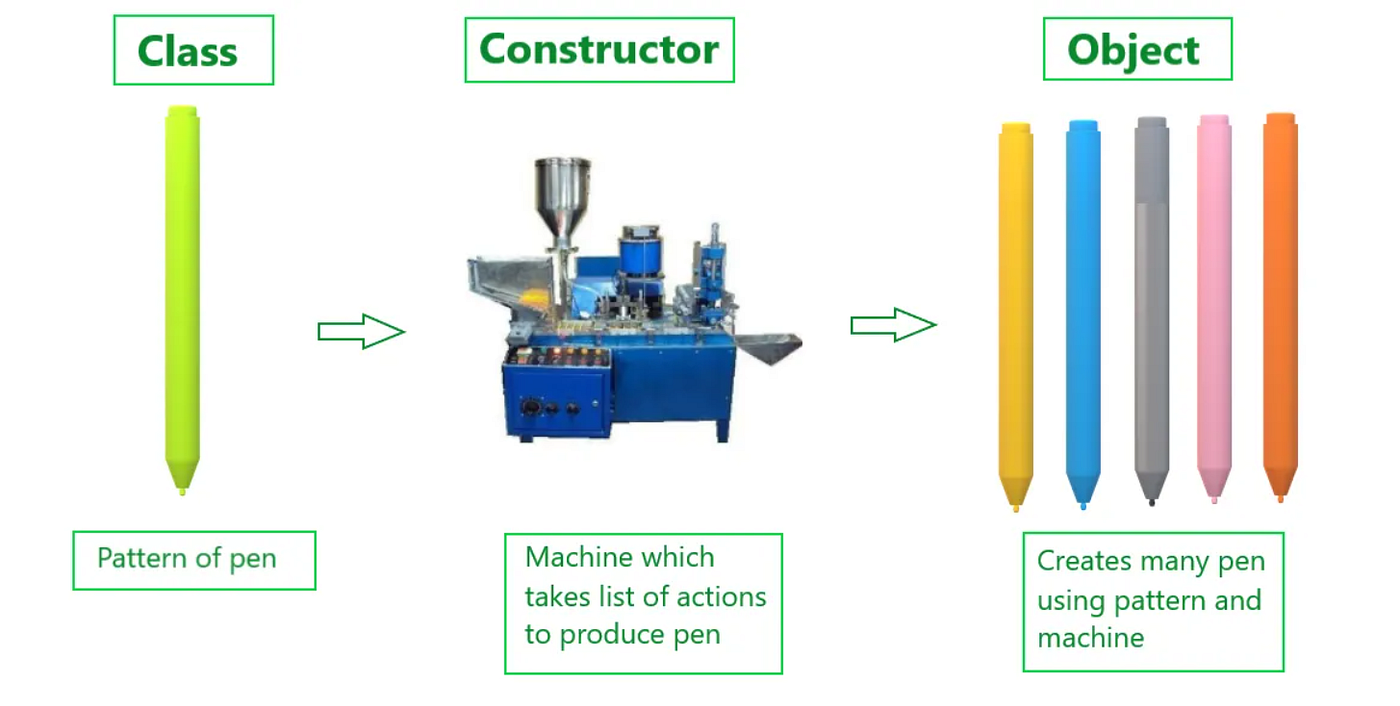 Class
Constructor
Object
Pattern of pen
Machine which
takes list of actions
to produce pen
Creates many pen
using pattern and
machine